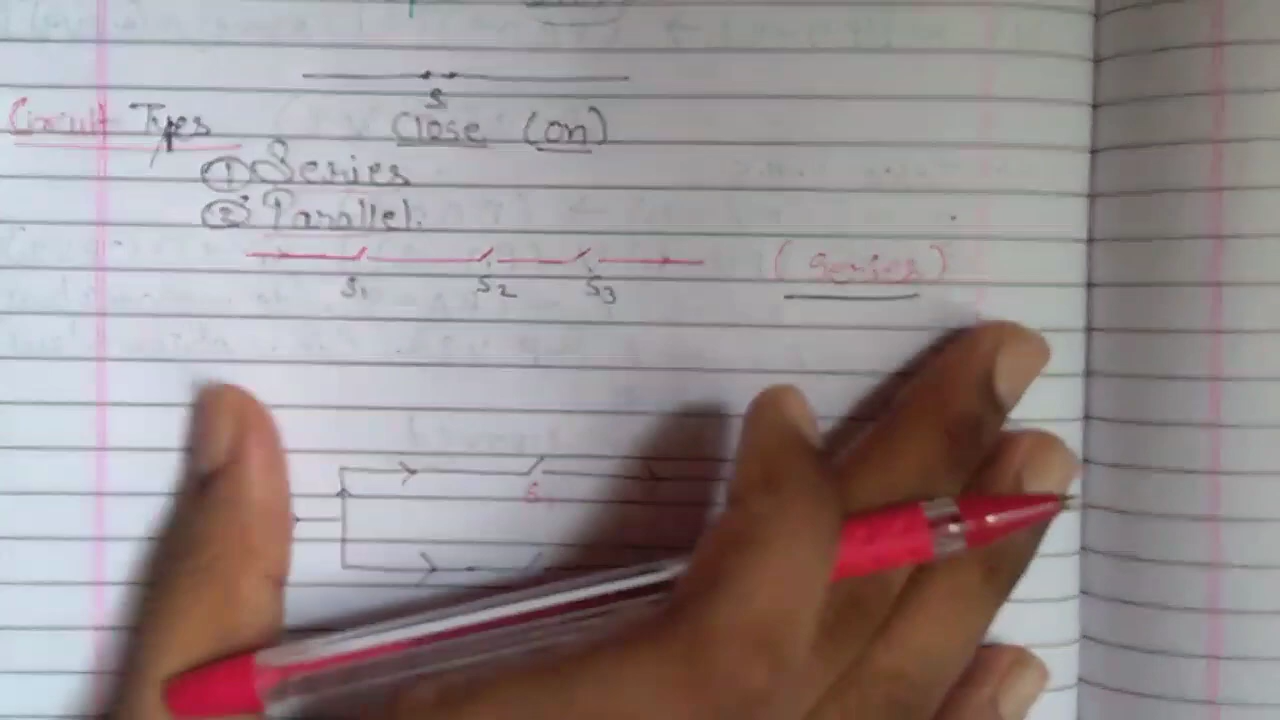 S
Circuit Types Close (on)
① Series
② Parallel.
(Series)
S₁ S₂ S₃
S